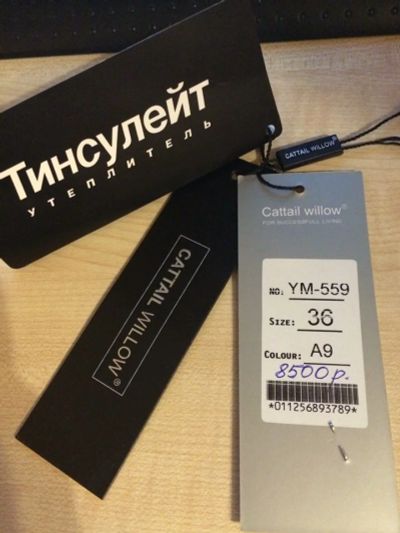 Тинсулейт
УТЕПЛИТЕЛЬ
CATTAIL WILLOW
CATTAIL WILLOW®
Cattail willow®
FOR SUCCESSFULL LIVING
NO: YM-559
SIZE: 36
COLOUR: A9
8500 р.
*011256893789*